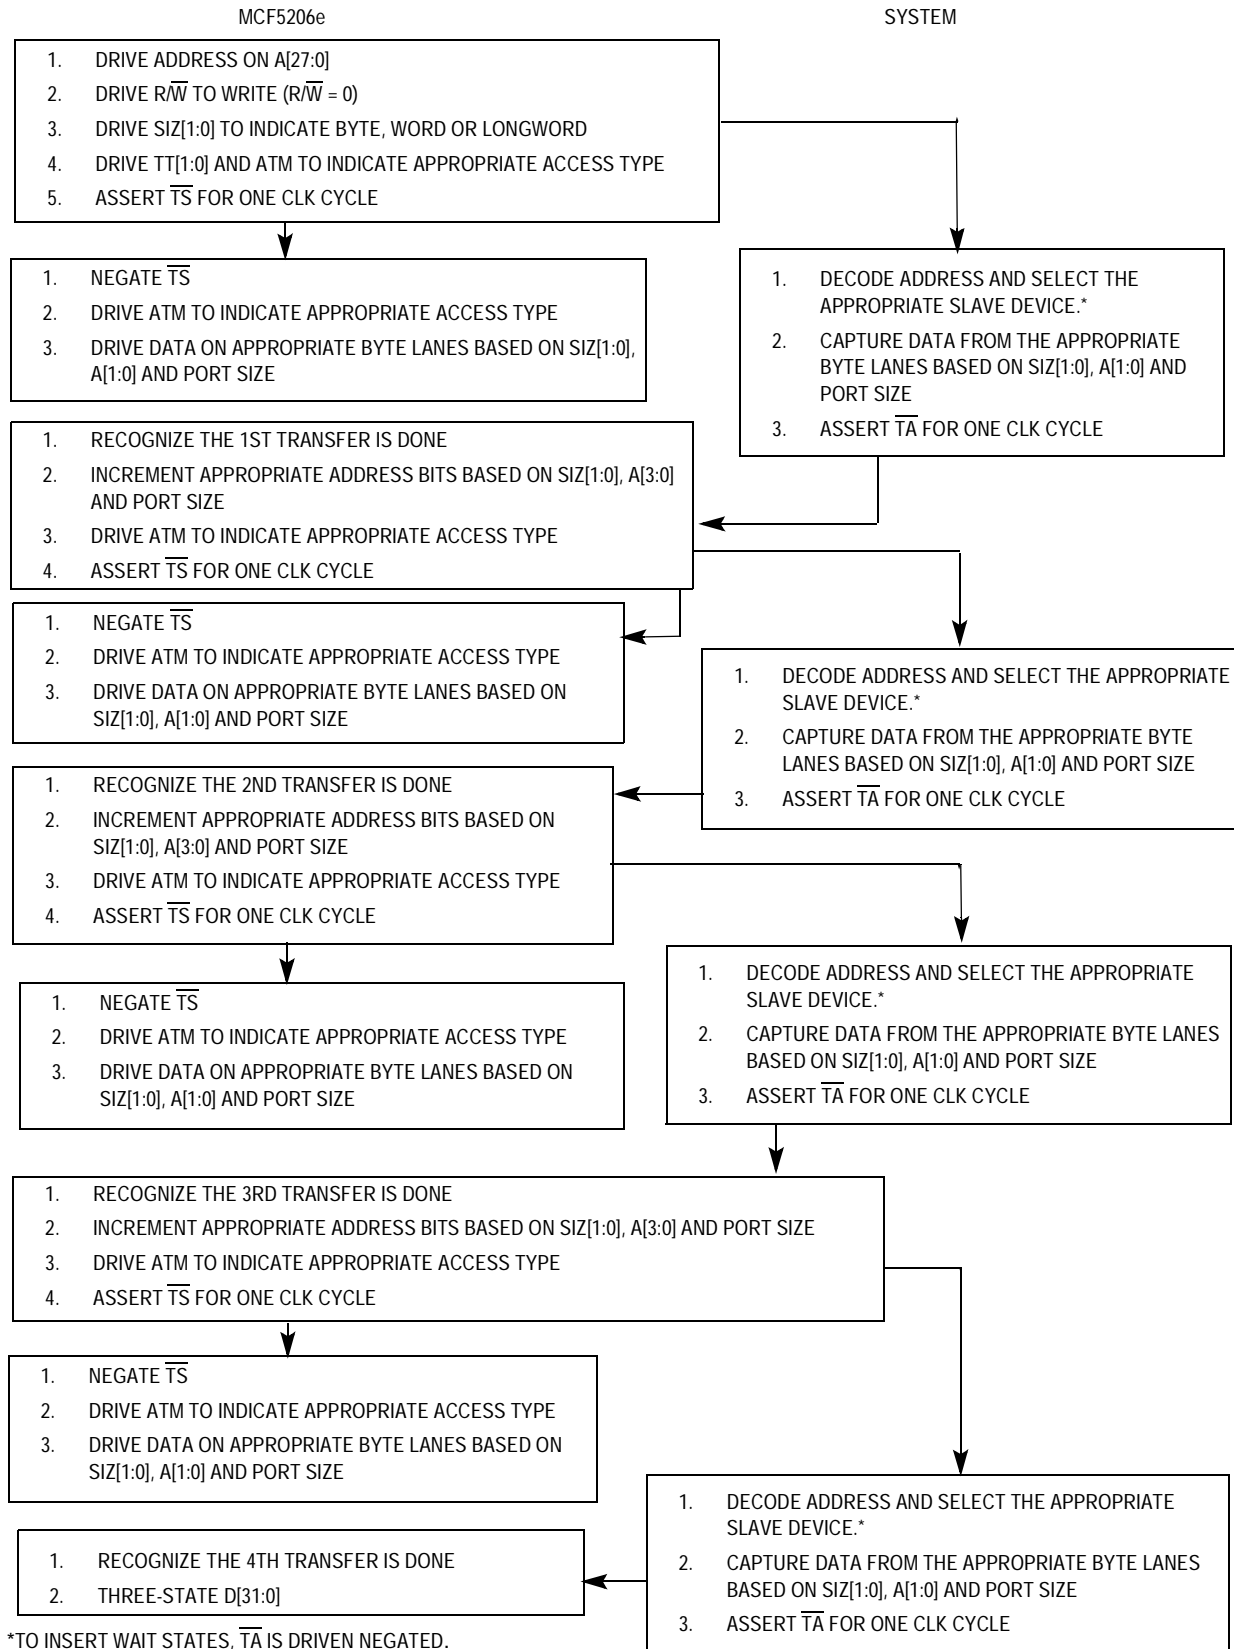 MCF5206e
SYSTEM
1. DRIVE ADDRESS ON A[27:0]
2. DRIVE R/W̅ TO WRITE (R/W̅ = 0)
3. DRIVE SIZ[1:0] TO INDICATE BYTE, WORD OR LONGWORD
4. DRIVE TT[1:0] AND ATM TO INDICATE APPROPRIATE ACCESS TYPE
5. ASSERT T̅S̅ FOR ONE CLK CYCLE
1. NEGATE T̅S̅
2. DRIVE ATM TO INDICATE APPROPRIATE ACCESS TYPE
3. DRIVE DATA ON APPROPRIATE BYTE LANES BASED ON SIZ[1:0],
A[1:0] AND PORT SIZE
1. DECODE ADDRESS AND SELECT THE
APPROPRIATE SLAVE DEVICE.*
2. CAPTURE DATA FROM THE APPROPRIATE
BYTE LANES BASED ON SIZ[1:0], A[1:0] AND
PORT SIZE
3. ASSERT T̅A̅ FOR ONE CLK CYCLE
1. RECOGNIZE THE 1ST TRANSFER IS DONE
2. INCREMENT APPROPRIATE ADDRESS BITS BASED ON SIZ[1:0], A[3:0]
AND PORT SIZE
3. DRIVE ATM TO INDICATE APPROPRIATE ACCESS TYPE
4. ASSERT T̅S̅ FOR ONE CLK CYCLE
1. NEGATE T̅S̅
2. DRIVE ATM TO INDICATE APPROPRIATE ACCESS TYPE
3. DRIVE DATA ON APPROPRIATE BYTE LANES BASED ON
SIZ[1:0], A[1:0] AND PORT SIZE
1. DECODE ADDRESS AND SELECT THE APPROPRIATE
SLAVE DEVICE.*
2. CAPTURE DATA FROM THE APPROPRIATE BYTE
LANES BASED ON SIZ[1:0], A[1:0] AND PORT SIZE
3. ASSERT T̅A̅ FOR ONE CLK CYCLE
1. RECOGNIZE THE 2ND TRANSFER IS DONE
2. INCREMENT APPROPRIATE ADDRESS BITS BASED ON
SIZ[1:0], A[3:0] AND PORT SIZE
3. DRIVE ATM TO INDICATE APPROPRIATE ACCESS TYPE
4. ASSERT T̅S̅ FOR ONE CLK CYCLE
1. NEGATE T̅S̅
2. DRIVE ATM TO INDICATE APPROPRIATE ACCESS TYPE
3. DRIVE DATA ON APPROPRIATE BYTE LANES BASED ON
SIZ[1:0], A[1:0] AND PORT SIZE
1. DECODE ADDRESS AND SELECT THE APPROPRIATE
SLAVE DEVICE.*
2. CAPTURE DATA FROM THE APPROPRIATE BYTE LANES
BASED ON SIZ[1:0], A[1:0] AND PORT SIZE
3. ASSERT T̅A̅ FOR ONE CLK CYCLE
1. RECOGNIZE THE 3RD TRANSFER IS DONE
2. INCREMENT APPROPRIATE ADDRESS BITS BASED ON SIZ[1:0], A[3:0] AND PORT SIZE
3. DRIVE ATM TO INDICATE APPROPRIATE ACCESS TYPE
4. ASSERT T̅S̅ FOR ONE CLK CYCLE
1. NEGATE T̅S̅
2. DRIVE ATM TO INDICATE APPROPRIATE ACCESS TYPE
3. DRIVE DATA ON APPROPRIATE BYTE LANES BASED ON
SIZ[1:0], A[1:0] AND PORT SIZE
1. DECODE ADDRESS AND SELECT THE APPROPRIATE
SLAVE DEVICE.*
2. CAPTURE DATA FROM THE APPROPRIATE BYTE LANES
BASED ON SIZ[1:0], A[1:0] AND PORT SIZE
3. ASSERT T̅A̅ FOR ONE CLK CYCLE
1. RECOGNIZE THE 4TH TRANSFER IS DONE
2. THREE-STATE D[31:0]
*TO INSERT WAIT STATES, T̅A̅ IS DRIVEN NEGATED.